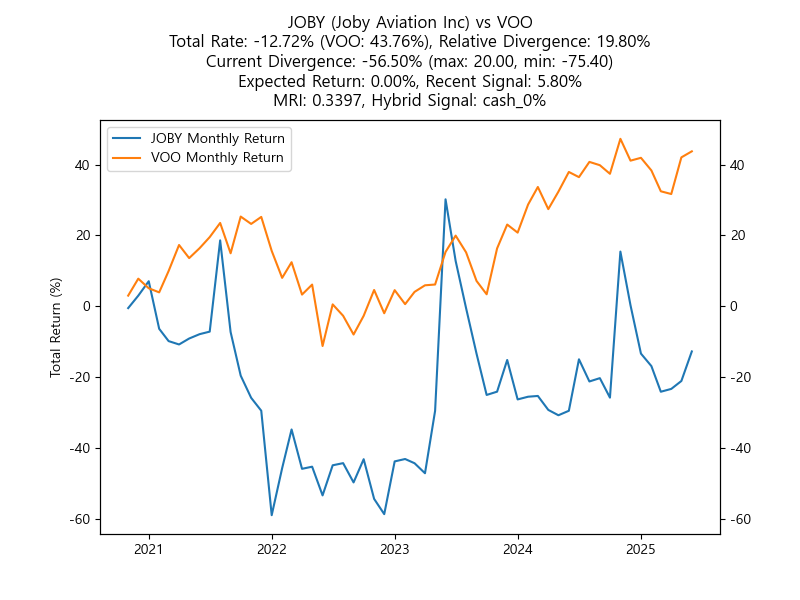 JOBY (Joby Aviation Inc) vs VOO
Total Rate: -12.72% (VOO: 43.76%), Relative Divergence: 19.80%
Current Divergence: -56.50% (max: 20.00, min: -75.40)
Expected Return: 0.00%, Recent Signal: 5.80%
MRI: 0.3397, Hybrid Signal: cash_0%
JOBY Monthly Return
VOO Monthly Return
Total Return (%)
40
20
0
-20
-40
-60
40
20
0
-20
-40
-60
2021
2022
2023
2024
2025